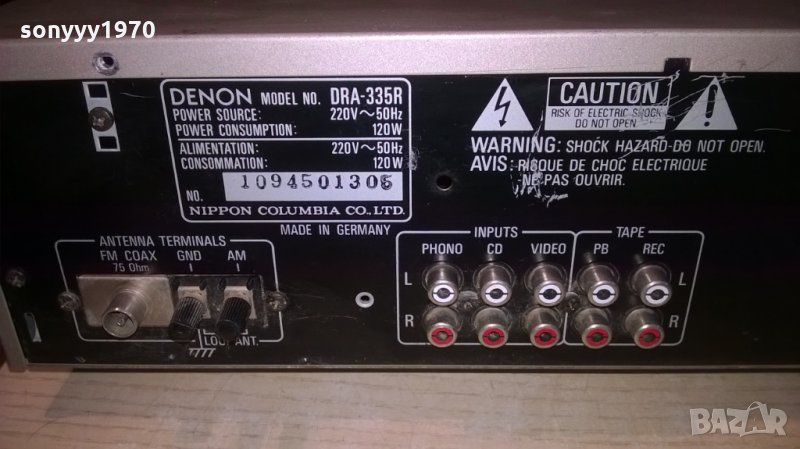 sonyyy1970
DENON MODEL NO. DRA-335R
POWER SOURCE: 220V~50Hz
POWER CONSUMPTION: 120W
ALIMENTATION: 220V~50Hz
CONSOMMATION: 120W
NO. 1094501306
NIPPON COLUMBIA CO.,LTD.
MADE IN GERMANY
CAUTION
RISK OF ELECTRIC SHOCK
DO NOT OPEN
WARNING: SHOCK HAZARD-DO NOT OPEN.
AVIS: RISQUE DE CHOC ELECTRIQUE
-NE PAS OUVRIR.
ANTENNA TERMINALS
FM COAX GND AM
75 Ohm
LOOP ANT.
INPUTS TAPE
PHONO CD VIDEO PB REC
L L
R R
BAZAR